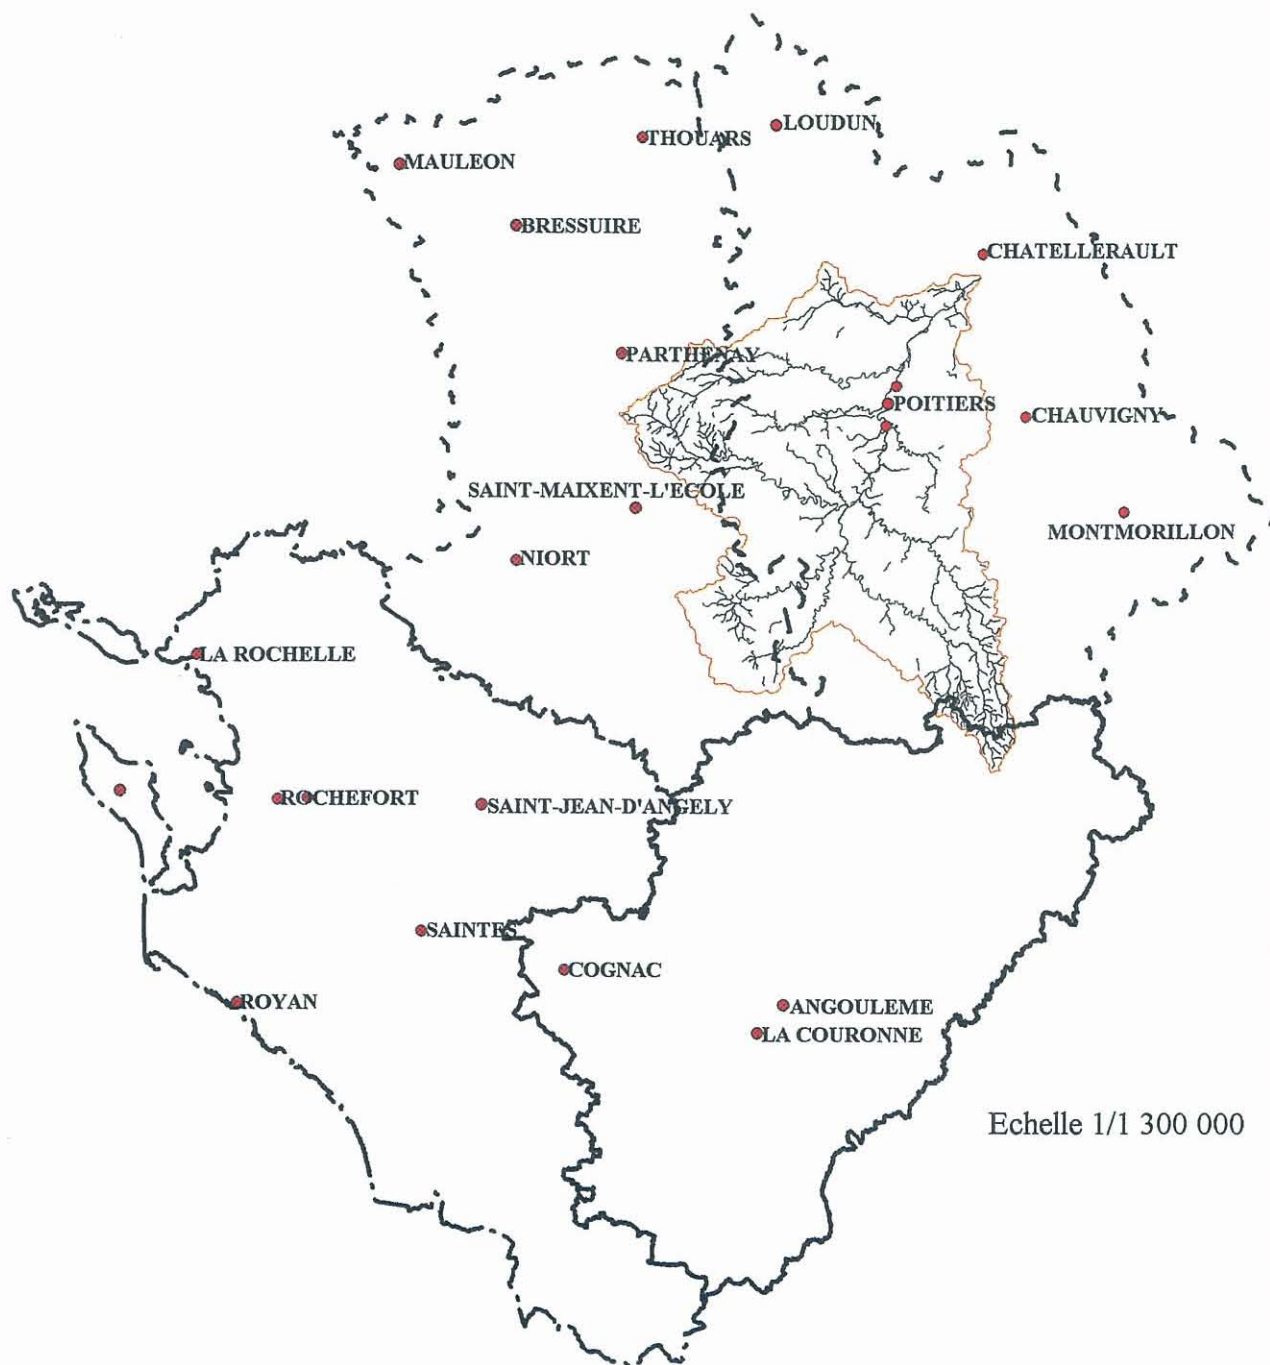 LOUDUN
THOUARS
MAULEON
BRESSUIRE
CHATELLERAULT
PARTHENAY
POITIERS
CHAUVIGNY
SAINT-MAIXENT-L'ECOLE
MONTMORILLON
NIORT
LA ROCHELLE
ROCHEFORT
SAINT-JEAN-D'ANGELY
SAINTES
COGNAC
ROYAN
ANGOULEME
LA COURONNE
Echelle 1/1 300 000